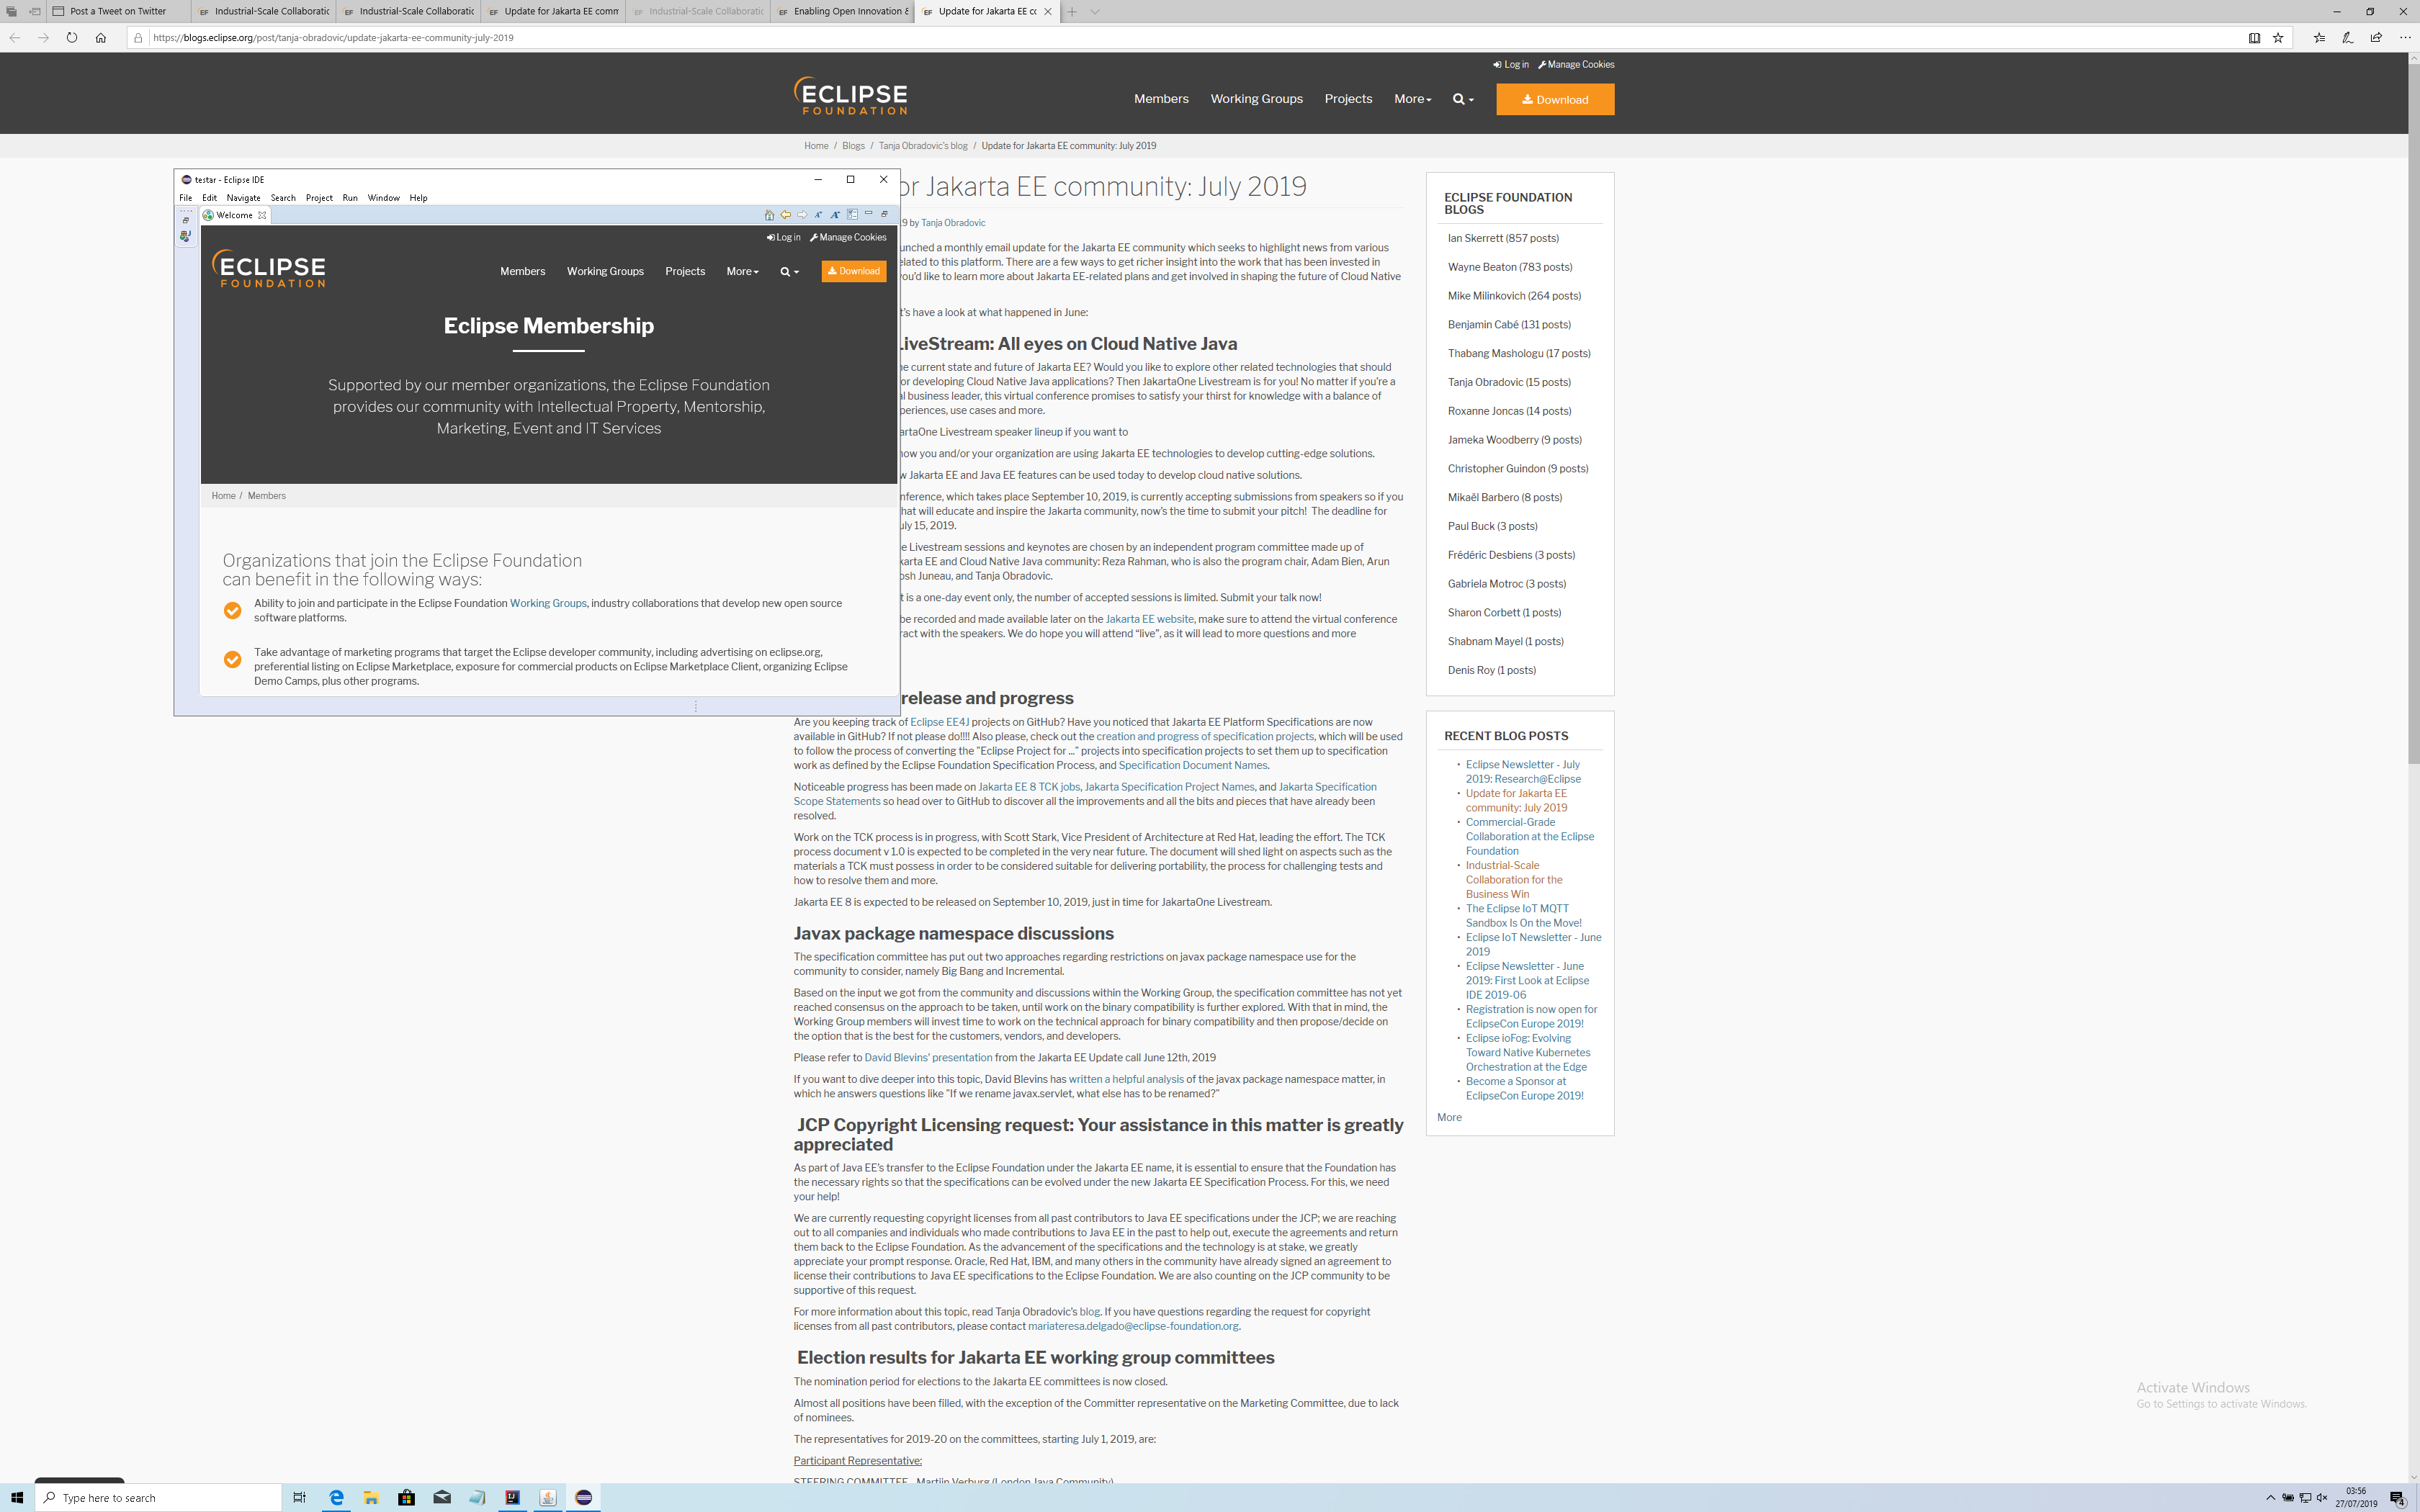 Post a Tweet on Twitter
Industrial-Scale Collaboratic
Industrial-Scale Collaboratic
Update for Jakarta EE comm
Industrial-Scale Collaboratic
Enabling Open Innovation &
Update for Jakarta EE cc
https://blogs.eclipse.org/post/tanja-obradovic/update-jakarta-ee-community-july-2019
Log in Manage Cookies
ECLIPSE
FOUNDATION
Members Working Groups Projects More Download
Home / Blogs / Tanja Obradovic's blog / Update for Jakarta EE community: July 2019
testar - Eclipse IDE
File Edit Navigate Search Project Run Window Help
Welcome
Log in Manage Cookies
ECLIPSE
FOUNDATION
Members Working Groups Projects More Download
Eclipse Membership
Supported by our member organizations, the Eclipse Foundation
provides our community with Intellectual Property, Mentorship,
Marketing, Event and IT Services
Home / Members
Organizations that join the Eclipse Foundation
can benefit in the following ways:
Ability to join and participate in the Eclipse Foundation Working Groups, industry collaborations that develop new open source
software platforms.
Take advantage of marketing programs that target the Eclipse developer community, including advertising on eclipse.org,
preferential listing on Eclipse Marketplace, exposure for commercial products on Eclipse Marketplace Client, organizing Eclipse
Demo Camps, plus other programs.
or Jakarta EE community: July 2019
19 by Tanja Obradovic
unched a monthly email update for the Jakarta EE community which seeks to highlight news from various
elated to this platform. There are a few ways to get richer insight into the work that has been invested in
you'd like to learn more about Jakarta EE-related plans and get involved in shaping the future of Cloud Native
t's have a look at what happened in June:
LiveStream: All eyes on Cloud Native Java
he current state and future of Jakarta EE? Would you like to explore other related technologies that should
or developing Cloud Native Java applications? Then JakartaOne Livestream is for you! No matter if you're a
al business leader, this virtual conference promises to satisfy your thirst for knowledge with a balance of
periences, use cases and more.
artaOne Livestream speaker lineup if you want to
how you and/or your organization are using Jakarta EE technologies to develop cutting-edge solutions.
w Jakarta EE and Java EE features can be used today to develop cloud native solutions.
nference, which takes place September 10, 2019, is currently accepting submissions from speakers so if you
hat will educate and inspire the Jakarta community, now's the time to submit your pitch! The deadline for
uly 15, 2019.
e Livestream sessions and keynotes are chosen by an independent program committee made up of
karta EE and Cloud Native Java community: Reza Rahman, who is also the program chair, Adam Bien, Arun
osh Juneau, and Tanja Obradovic.
t is a one-day event only, the number of accepted sessions is limited. Submit your talk now!
be recorded and made available later on the Jakarta EE website, make sure to attend the virtual conference
ract with the speakers. We do hope you will attend “live”, as it will lead to more questions and more
release and progress
Are you keeping track of Eclipse EE4J projects on GitHub? Have you noticed that Jakarta EE Platform Specifications are now
available in GitHub? If not please do!!!! Also please, check out the creation and progress of specification projects, which will be used
to follow the process of converting the "Eclipse Project for ..." projects into specification projects to set them up to specification
work as defined by the Eclipse Foundation Specification Process, and Specification Document Names.
Noticeable progress has been made on Jakarta EE 8 TCK jobs, Jakarta Specification Project Names, and Jakarta Specification
Scope Statements so head over to GitHub to discover all the improvements and all the bits and pieces that have already been
resolved.
Work on the TCK process is in progress, with Scott Stark, Vice President of Architecture at Red Hat, leading the effort. The TCK
process document v 1.0 is expected to be completed in the very near future. The document will shed light on aspects such as the
materials a TCK must possess in order to be considered suitable for delivering portability, the process for challenging tests and
how to resolve them and more.
Jakarta EE 8 is expected to be released on September 10, 2019, just in time for JakartaOne Livestream.
Javax package namespace discussions
The specification committee has put out two approaches regarding restrictions on javax package namespace use for the
community to consider, namely Big Bang and Incremental.
Based on the input we got from the community and discussions within the Working Group, the specification committee has not yet
reached consensus on the approach to be taken, until work on the binary compatibility is further explored. With that in mind, the
Working Group members will invest time to work on the technical approach for binary compatibility and then propose/decide on
the option that is the best for the customers, vendors, and developers.
Please refer to David Blevins' presentation from the Jakarta EE Update call June 12th, 2019
If you want to dive deeper into this topic, David Blevins has written a helpful analysis of the javax package namespace matter, in
which he answers questions like "If we rename javax.servlet, what else has to be renamed?"
JCP Copyright Licensing request: Your assistance in this matter is greatly
appreciated
As part of Java EE's transfer to the Eclipse Foundation under the Jakarta EE name, it is essential to ensure that the Foundation has
the necessary rights so that the specifications can be evolved under the new Jakarta EE Specification Process. For this, we need
your help!
We are currently requesting copyright licenses from all past contributors to Java EE specifications under the JCP; we are reaching
out to all companies and individuals who made contributions to Java EE in the past to help out, execute the agreements and return
them back to the Eclipse Foundation. As the advancement of the specifications and the technology is at stake, we greatly
appreciate your prompt response. Oracle, Red Hat, IBM, and many others in the community have already signed an agreement to
license their contributions to Java EE specifications to the Eclipse Foundation. We are also counting on the JCP community to be
supportive of this request.
For more information about this topic, read Tanja Obradovic's blog. If you have questions regarding the request for copyright
licenses from all past contributors, please contact mariateresa.delgado@eclipse-foundation.org.
Election results for Jakarta EE working group committees
The nomination period for elections to the Jakarta EE committees is now closed.
Almost all positions have been filled, with the exception of the Committer representative on the Marketing Committee, due to lack
of nominees.
The representatives for 2019-20 on the committees, starting July 1, 2019, are:
Participant Representative:
STEERING COMMITTEE - Martijn Verburg (London Java Community)
ECLIPSE FOUNDATION
BLOGS
Ian Skerrett (857 posts)
Wayne Beaton (783 posts)
Mike Milinkovich (264 posts)
Benjamin Cabé (131 posts)
Thabang Mashologu (17 posts)
Tanja Obradovic (15 posts)
Roxanne Joncas (14 posts)
Jameka Woodberry (9 posts)
Christopher Guindon (9 posts)
Mikaël Barbero (8 posts)
Paul Buck (3 posts)
Frédéric Desbiens (3 posts)
Gabriela Motroc (3 posts)
Sharon Corbett (1 posts)
Shabnam Mayel (1 posts)
Denis Roy (1 posts)
RECENT BLOG POSTS
Eclipse Newsletter - July
2019: Research@Eclipse
Update for Jakarta EE
community: July 2019
Commercial-Grade
Collaboration at the Eclipse
Foundation
Industrial-Scale
Collaboration for the
Business Win
The Eclipse IoT MQTT
Sandbox Is On the Move!
Eclipse IoT Newsletter - June
2019
Eclipse Newsletter - June
2019: First Look at Eclipse
IDE 2019-06
Registration is now open for
EclipseCon Europe 2019!
Eclipse ioFog: Evolving
Toward Native Kubernetes
Orchestration at the Edge
Become a Sponsor at
EclipseCon Europe 2019!
More
Activate Windows
Go to Settings to activate Windows.
Type here to search
03:56
27/07/2019
4